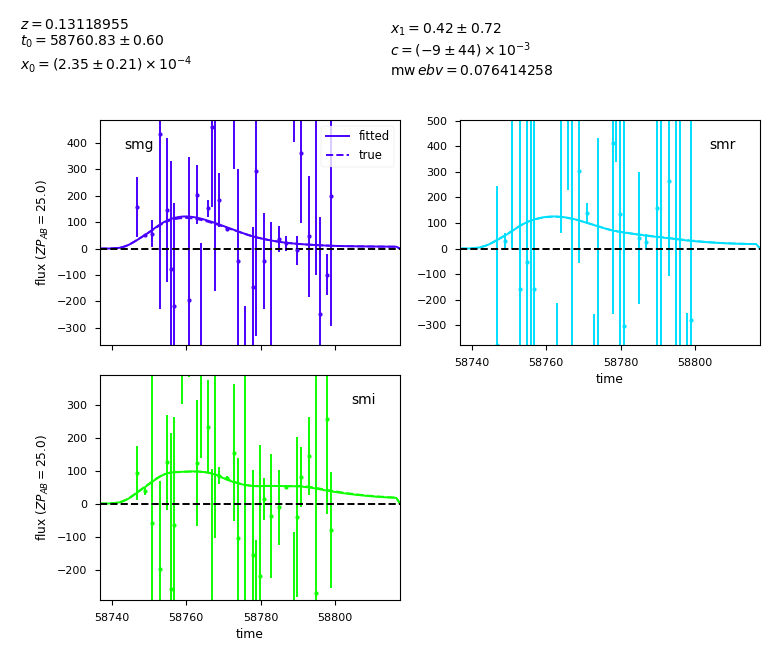 z = 0.13118955
t₀ = 58760.83 ± 0.60
x₀ = (2.35 ± 0.21) × 10⁻⁴
x₁ = 0.42 ± 0.72
c = (−9 ± 44) × 10⁻³
mw ebv = 0.076414258
smg
fitted
true
400
300
200
100
0
−100
−200
−300
flux (ZP_AB = 25.0)
smr
500
400
300
200
100
0
−100
−200
−300
58740 58760 58780 58800
time
smi
300
200
100
0
−100
−200
flux (ZP_AB = 25.0)
58740 58760 58780 58800
time